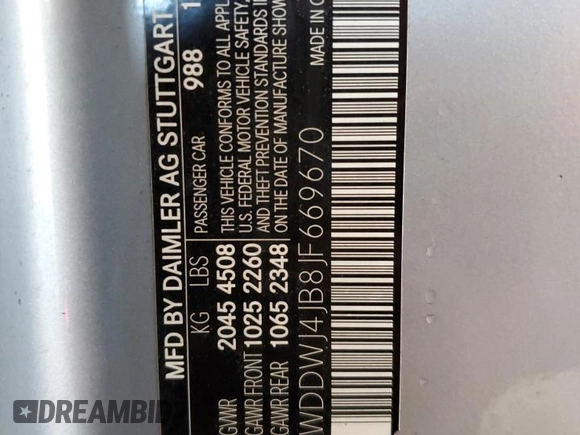 MFD BY DAIMLER AG STUTTGART
988
KG LBS PASSENGER CAR
GVWR 2045 4508 THIS VEHICLE CONFORMS TO ALL APPL
GAWR FRONT 1025 2260 U.S. FEDERAL MOTOR VEHICLE SAFETY,
GAWR REAR 1065 2348 AND THEFT PREVENTION STANDARDS IN
ON THE DATE OF MANUFACTURE SHOW
WDDWJ4JB8JF669670 MADE IN
DREAMBID